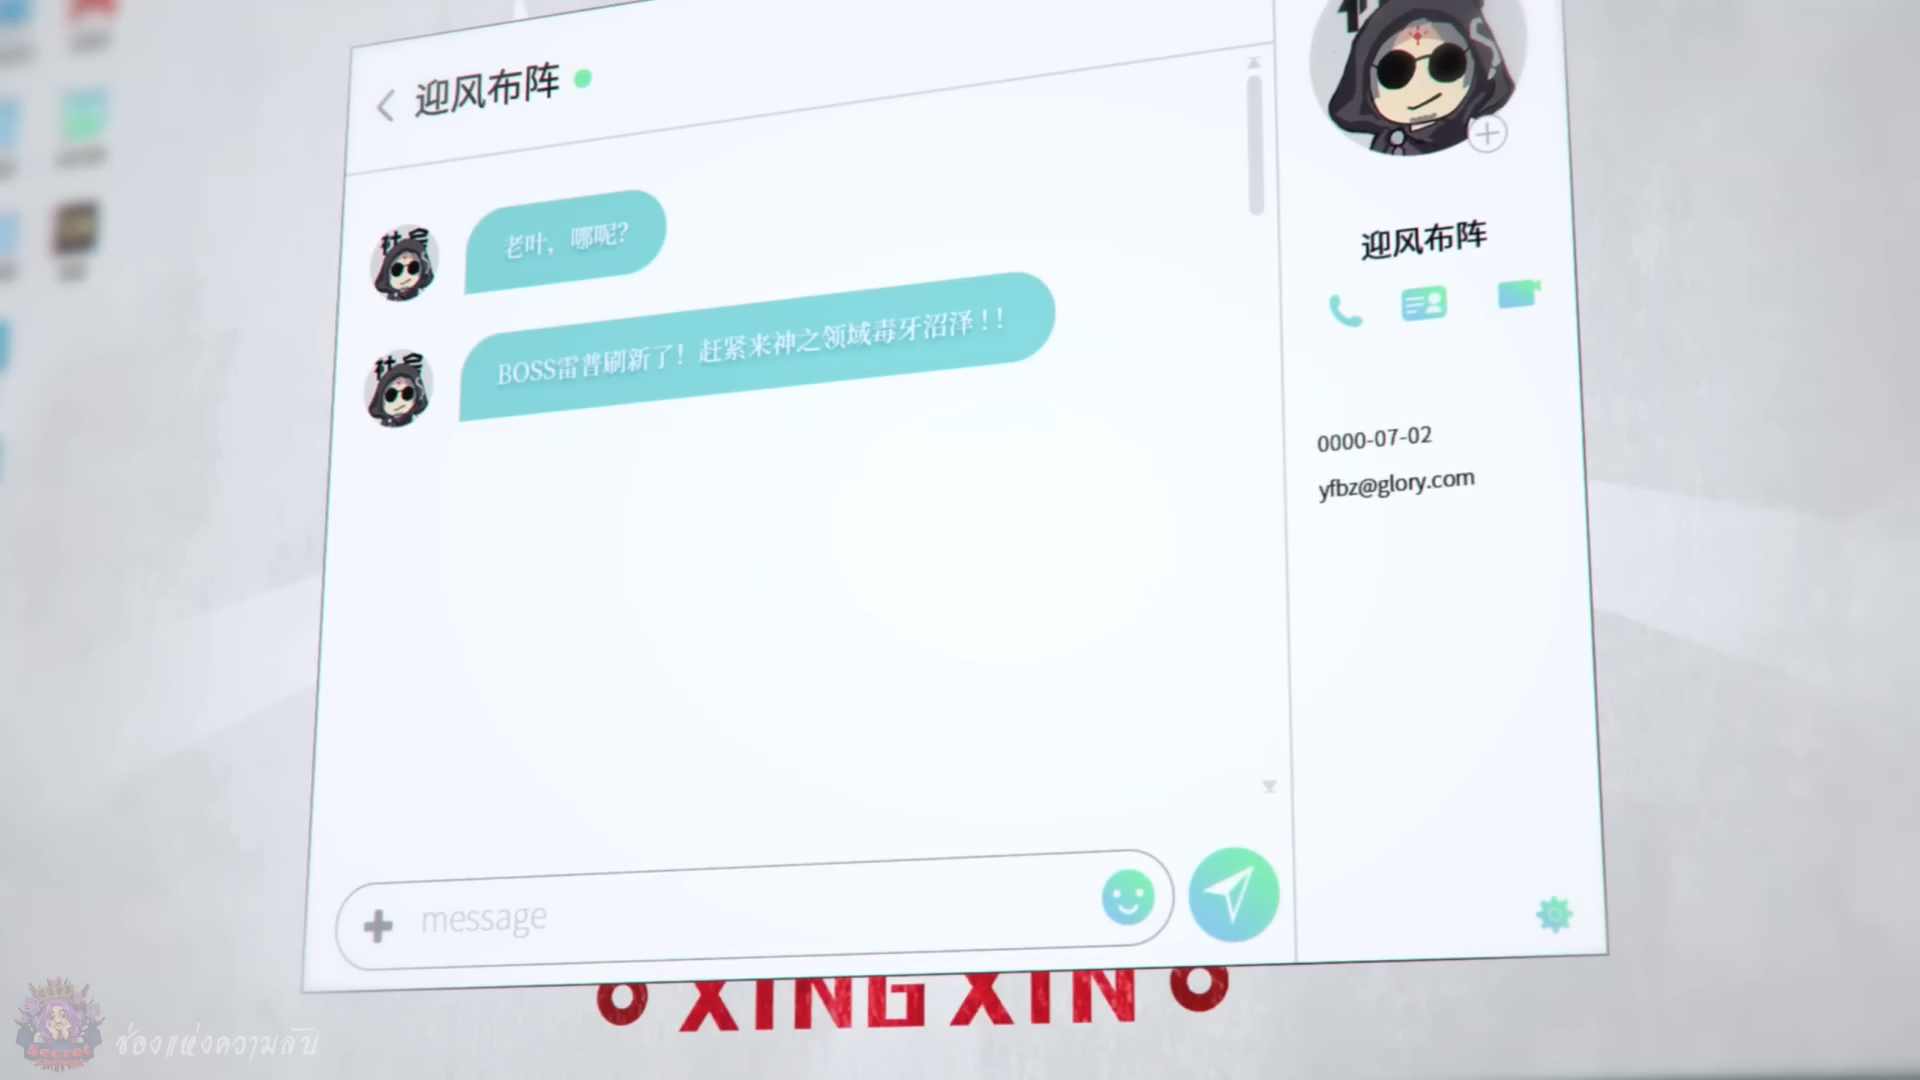 迎风布阵
老叶，哪呢?
BOSS雷普刷新了！赶紧来神之领域毒牙沼泽！！
message
迎风布阵
0000-07-02
yfbz@glory.com
XING XIN
Secret
ช่องแห่งความลับ